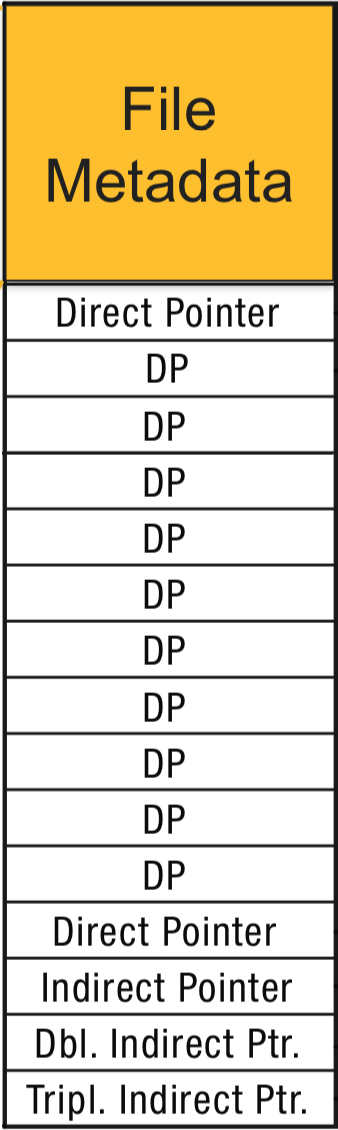 File
Metadata
Direct Pointer
DP
DP
DP
DP
DP
DP
DP
DP
DP
DP
Direct Pointer
Indirect Pointer
Dbl. Indirect Ptr.
Tripl. Indirect Ptr.